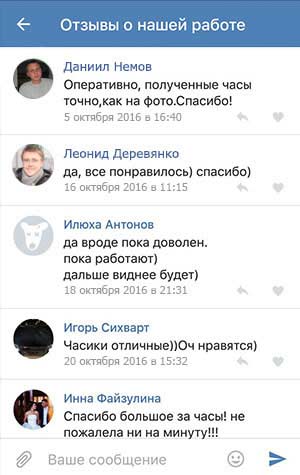 Отзывы о нашей работе
Даниил Немов
Оперативно, полученные часы
точно,как на фото.Спасибо!
5 октября 2016 в 16:40
Леонид Деревянко
да, все понравилось) спасибо)
16 октября 2016 в 11:15
Илюха Антонов
да вроде пока доволен.
пока работают)
дальше виднее будет)
18 октября 2016 в 21:31
Игорь Сихварт
Часики отличные))Оч нравятся)
20 октября 2016 в 15:32
Инна Файзулина
Спасибо большое за часы! не
пожалела ни на минуту!!!
Ваше сообщение